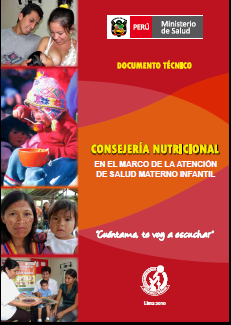 PERÚ
Ministerio
de Salud
DOCUMENTO TÉCNICO
CONSEJERÍA NUTRICIONAL
EN EL MARCO DE LA ATENCIÓN
DE SALUD MATERNO INFANTIL
"Cuéntame, te voy a escuchar"
Lima 2010